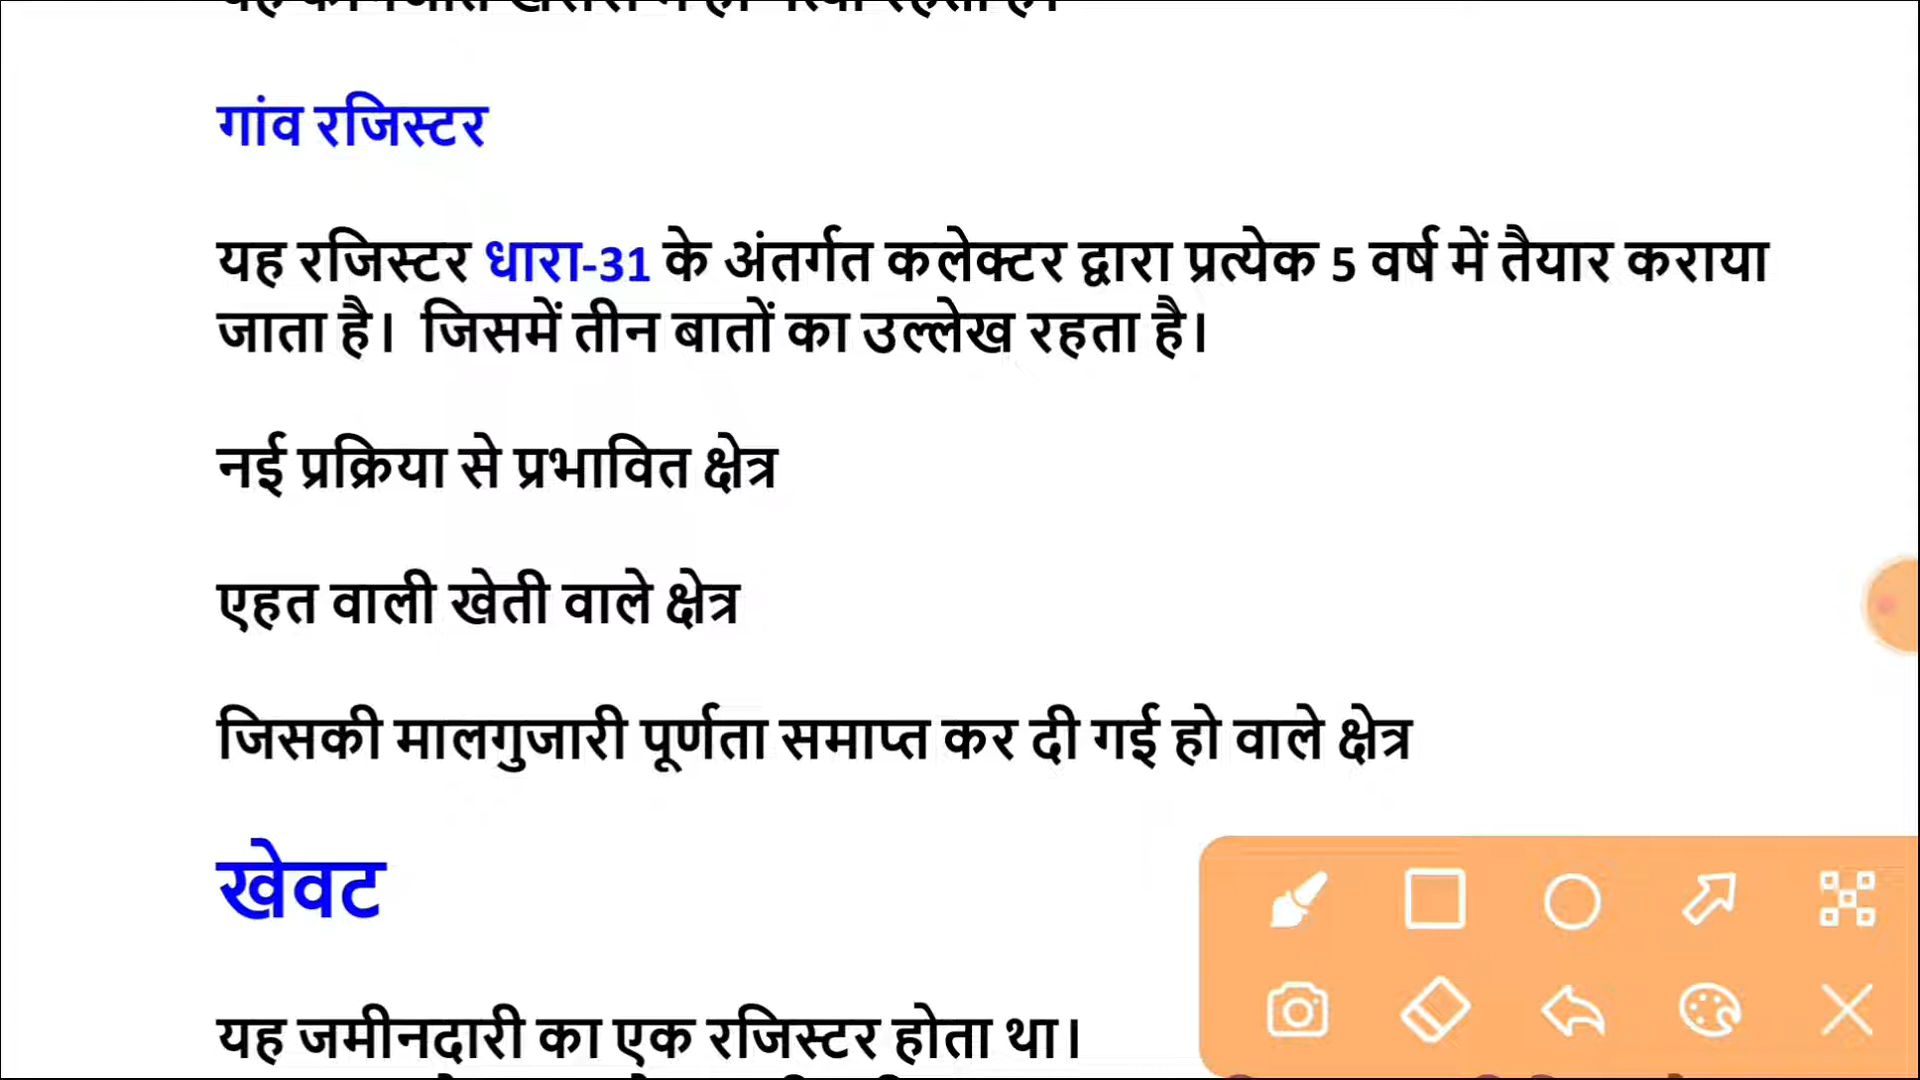 गांव रजिस्टर
यह रजिस्टर धारा-31 के अंतर्गत कलेक्टर द्वारा प्रत्येक 5 वर्ष में तैयार कराया
जाता है। जिसमें तीन बातों का उल्लेख रहता है।
नई प्रक्रिया से प्रभावित क्षेत्र
एहत वाली खेती वाले क्षेत्र
जिसकी मालगुजारी पूर्णता समाप्त कर दी गई हो वाले क्षेत्र
खेवट
यह जमीनदारी का एक रजिस्टर होता था।